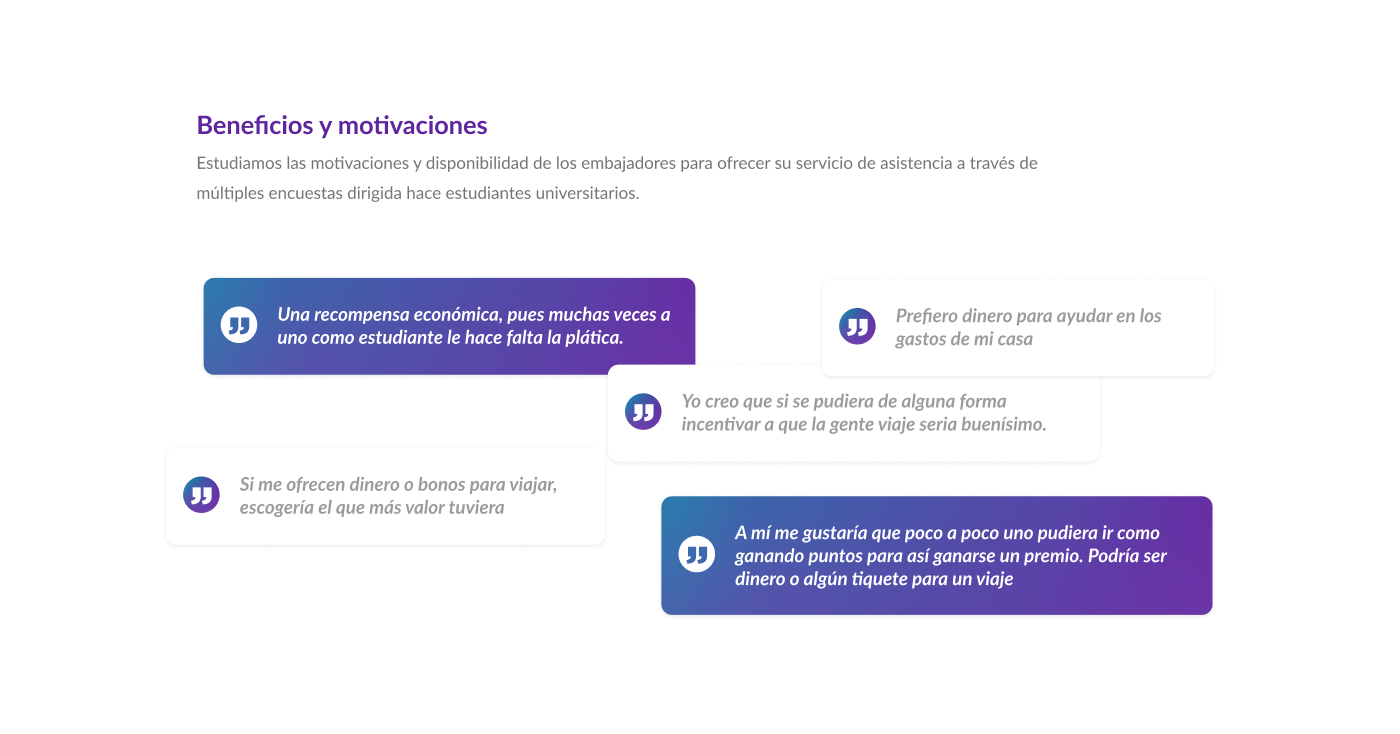 Beneficios y motivaciones
Estudiamos las motivaciones y disponibilidad de los embajadores para ofrecer su servicio de asistencia a través de
múltiples encuestas dirigida hace estudiantes universitarios.
Una recompensa económica, pues muchas veces a
uno como estudiante le hace falta la plática.
Prefiero dinero para ayudar en los
gastos de mi casa
Yo creo que si se pudiera de alguna forma
incentivar a que la gente viaje seria buenísimo.
Si me ofrecen dinero o bonos para viajar,
escogería el que más valor tuviera
A mí me gustaría que poco a poco uno pudiera ir como
ganando puntos para así ganarse un premio. Podría ser
dinero o algún tiquete para un viaje